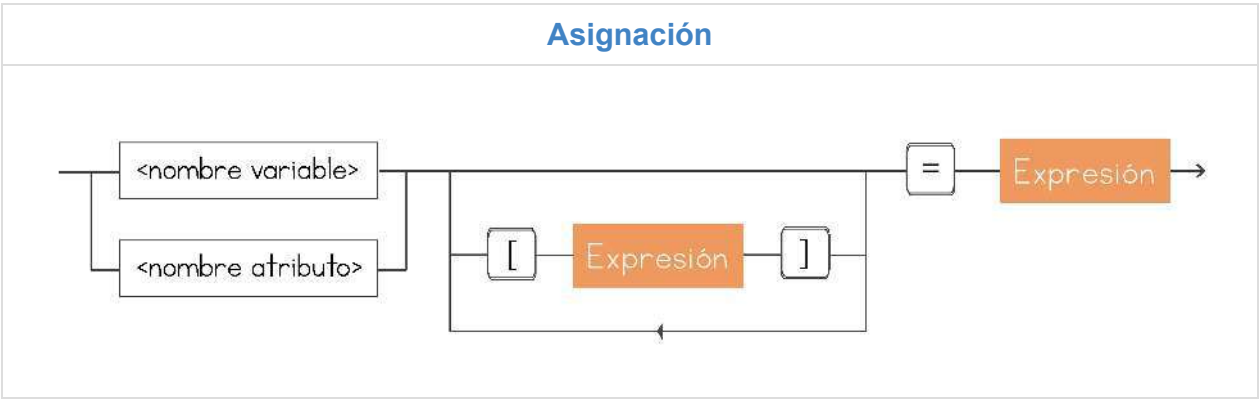 Asignación
<nombre variable>
=
Expresión
<nombre atributo>
[
Expresión
]